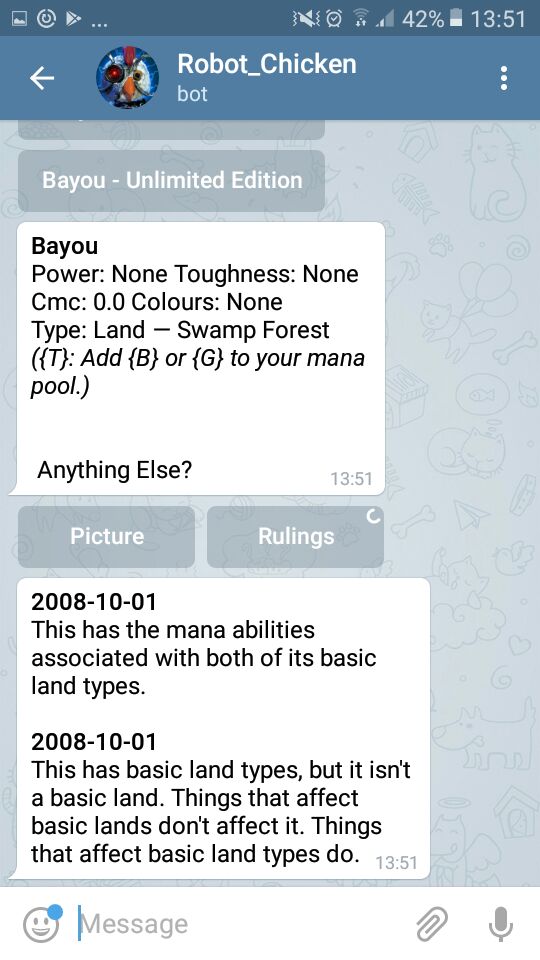 ... 42% 13:51
Robot_Chicken
bot
Bayou - Unlimited Edition
Bayou
Power: None Toughness: None
Cmc: 0.0 Colours: None
Type: Land — Swamp Forest
({T}: Add {B} or {G} to your mana
pool.)
Anything Else?
13:51
Picture
Rulings
2008-10-01
This has the mana abilities
associated with both of its basic
land types.
2008-10-01
This has basic land types, but it isn't
a basic land. Things that affect
basic lands don't affect it. Things
that affect basic land types do.
13:51
Message